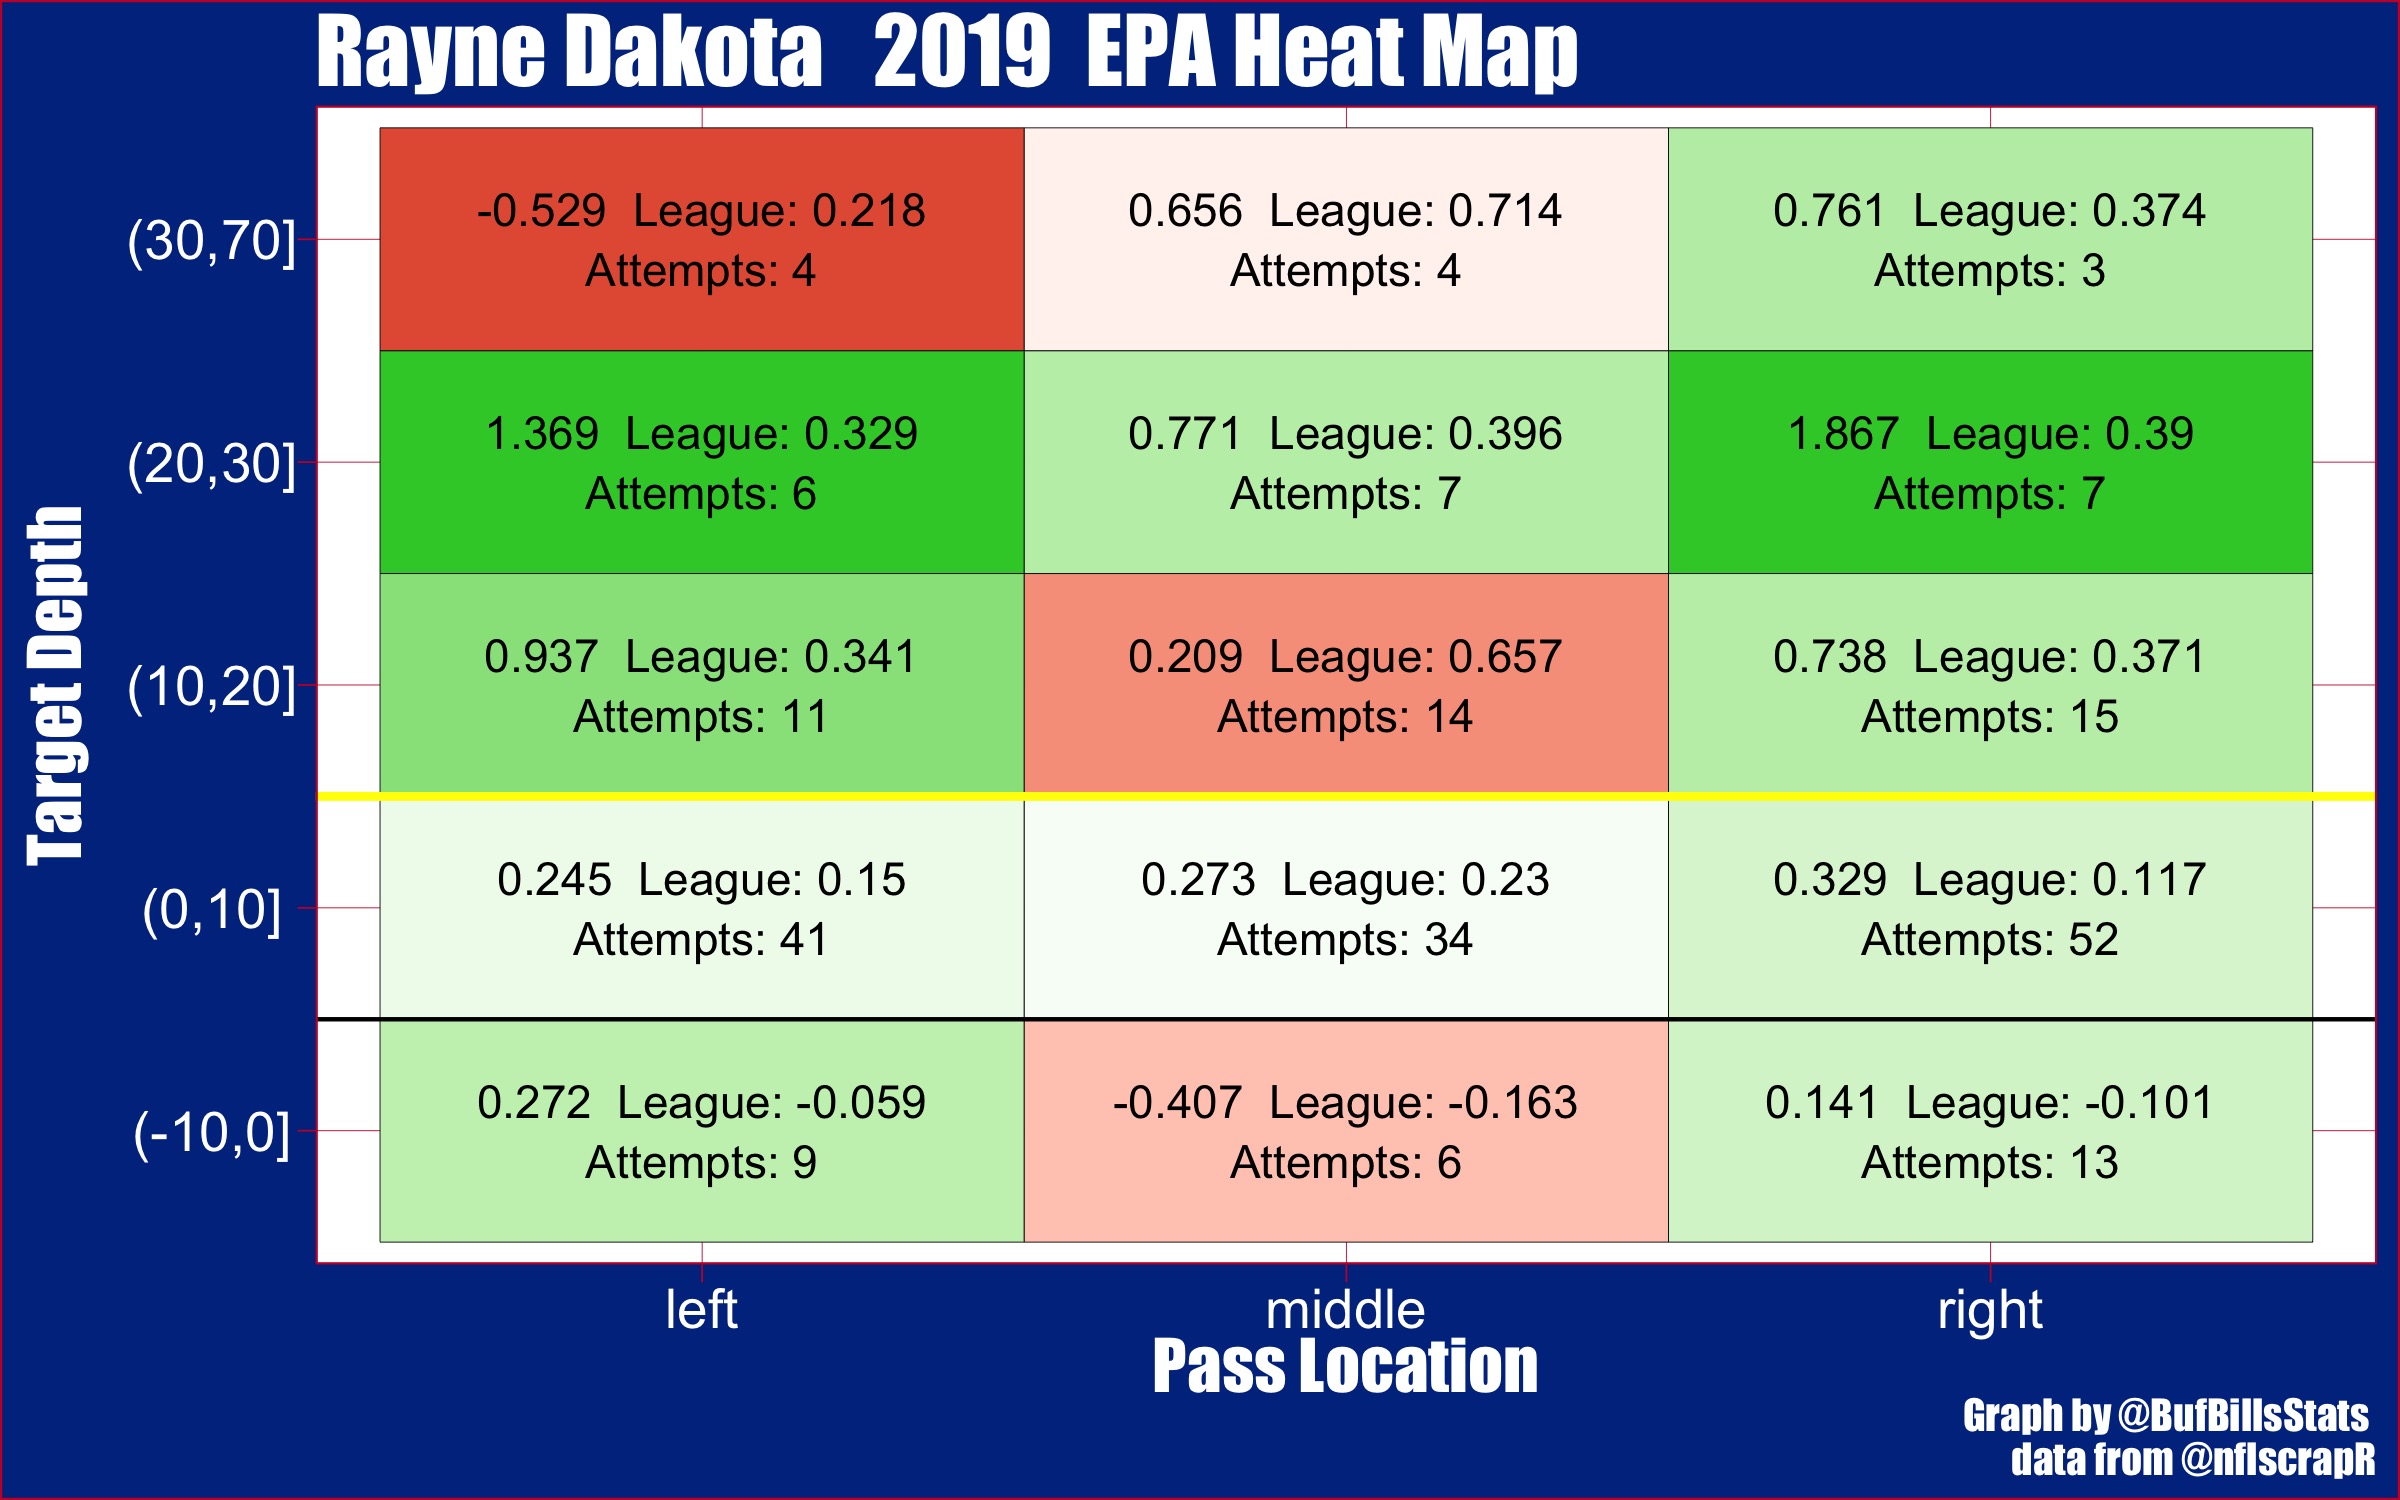 Rayne Dakota   2019  EPA Heat Map
Target Depth
(30,70]
-0.529  League: 0.218
Attempts: 4
0.656  League: 0.714
Attempts: 4
0.761  League: 0.374
Attempts: 3
(20,30]
1.369  League: 0.329
Attempts: 6
0.771  League: 0.396
Attempts: 7
1.867  League: 0.39
Attempts: 7
(10,20]
0.937  League: 0.341
Attempts: 11
0.209  League: 0.657
Attempts: 14
0.738  League: 0.371
Attempts: 15
(0,10]
0.245  League: 0.15
Attempts: 41
0.273  League: 0.23
Attempts: 34
0.329  League: 0.117
Attempts: 52
(-10,0]
0.272  League: -0.059
Attempts: 9
-0.407  League: -0.163
Attempts: 6
0.141  League: -0.101
Attempts: 13
left
middle
right
Pass Location
Graph by @BufBillsStats
data from @nflscrapR